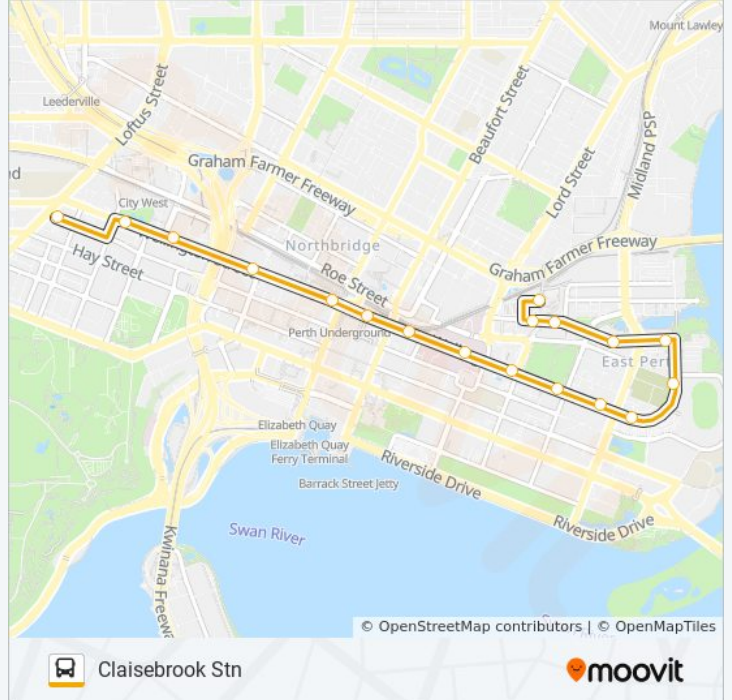 Mount Lawley
Leederville
Loftus Street
Beaufort Street
Midland PSP
Graham Farmer Freeway
Lord Street
ed
City West
Hay Street
Northbridge
Roe Street
Graham Farmer Freeway
Perth Underground
East Pert
Elizabeth Quay
Elizabeth Quay
Ferry Terminal
Barrack Street Jetty
Riverside Drive
Riverside Drive
Swan River
Kwinana Freewa
© OpenStreetMap contributors | © OpenMapTiles
Claisebrook Stn
moovit